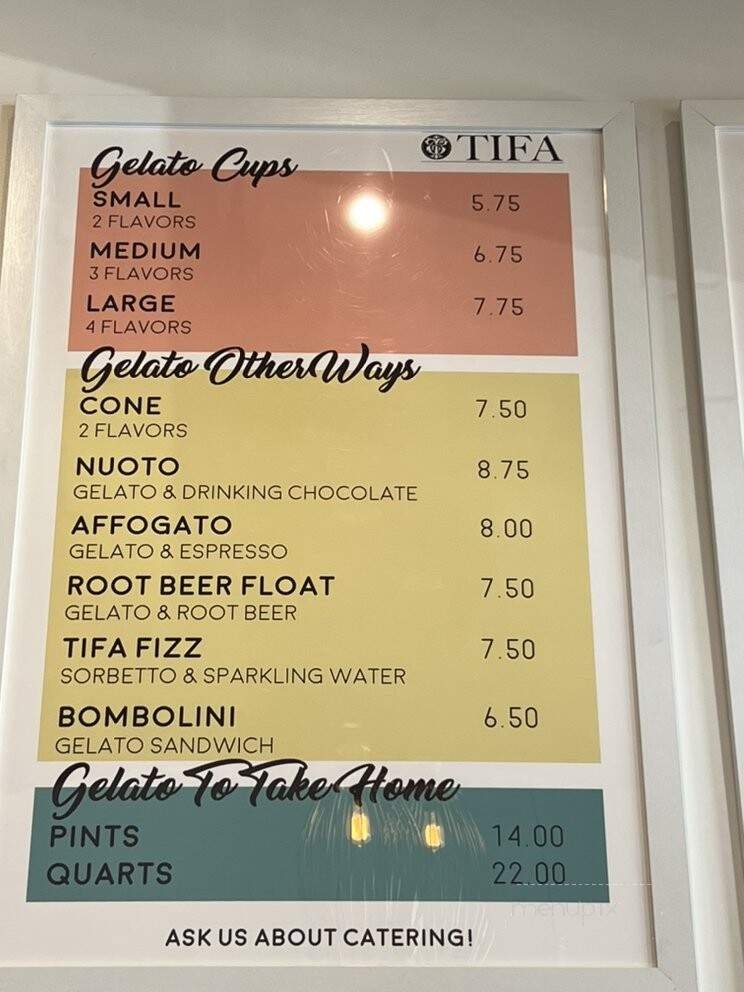 TIFA
Gelato Cups
SMALL 5.75
2 FLAVORS
MEDIUM 6.75
3 FLAVORS
LARGE 7.75
4 FLAVORS
Gelato Other Ways
CONE 7.50
2 FLAVORS
NUOTO 8.75
GELATO & DRINKING CHOCOLATE
AFFOGATO 8.00
GELATO & ESPRESSO
ROOT BEER FLOAT 7.50
GELATO & ROOT BEER
TIFA FIZZ 7.50
SORBETTO & SPARKLING WATER
BOMBOLINI 6.50
GELATO SANDWICH
Gelato To Take Home
PINTS 14.00
QUARTS 22.00
menupix
ASK US ABOUT CATERING!